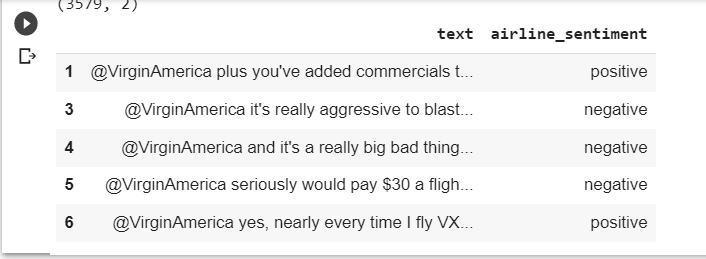 (3579, 2)
text airline_sentiment
1 @VirginAmerica plus you've added commercials t... positive
3 @VirginAmerica it's really aggressive to blast... negative
4 @VirginAmerica and it's a really big bad thing... negative
5 @VirginAmerica seriously would pay $30 a fligh... negative
6 @VirginAmerica yes, nearly every time I fly VX... positive